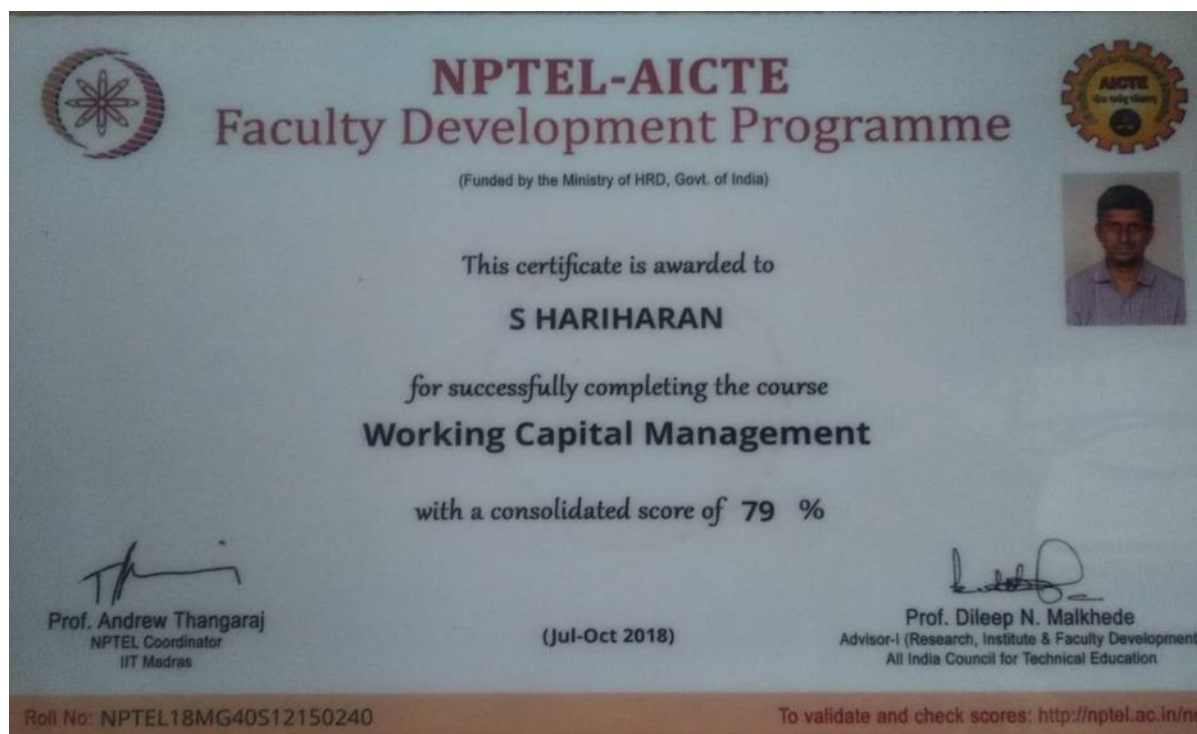 NPTEL-AICTE
Faculty Development Programme
(Funded by the Ministry of HRD, Govt. of India)
AICTE
This certificate is awarded to
S HARIHARAN
for successfully completing the course
Working Capital Management
with a consolidated score of 79 %
Prof. Andrew Thangaraj
NPTEL Coordinator
IIT Madras
(Jul-Oct 2018)
Prof. Dileep N. Malkhede
Advisor-I (Research, Institute & Faculty Development
All India Council for Technical Education
Roll No: NPTEL18MG40S12150240
To validate and check scores: http://nptel.ac.in/